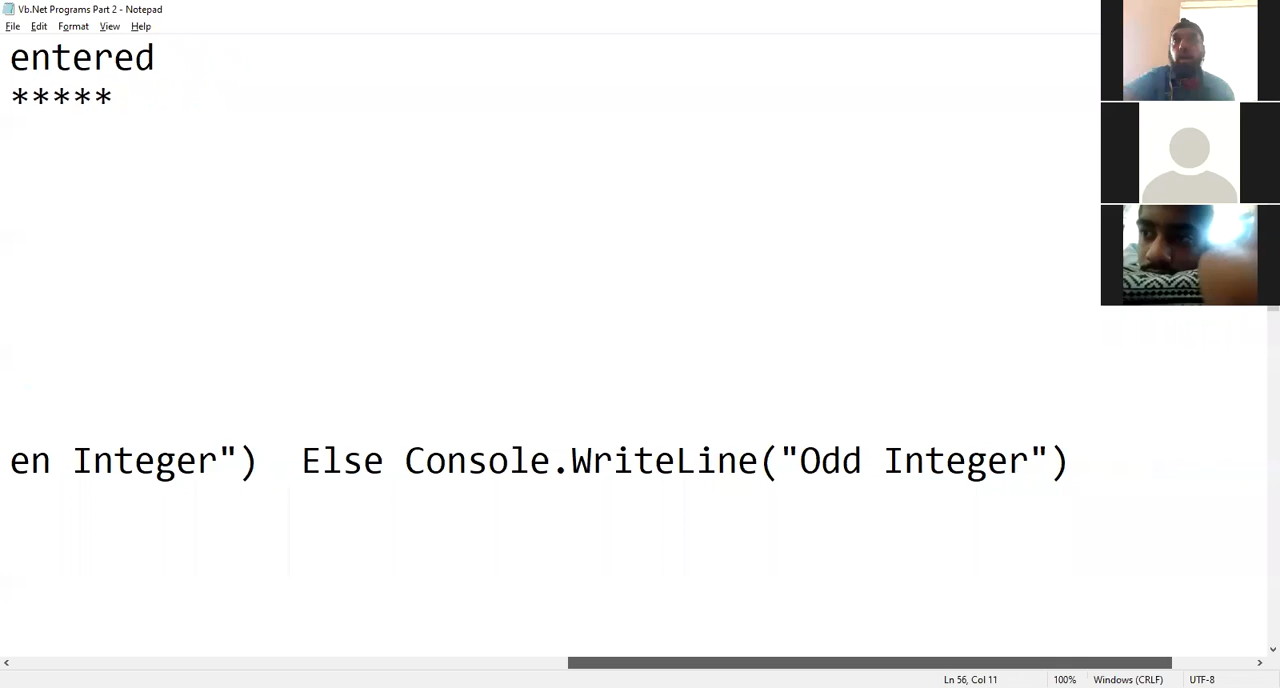 Vb.Net Programs Part 2 - Notepad
File Edit Format View Help
entered
*****
en Integer")  Else Console.WriteLine("Odd Integer")
Ln 56, Col 11 100% Windows (CRLF) UTF-8